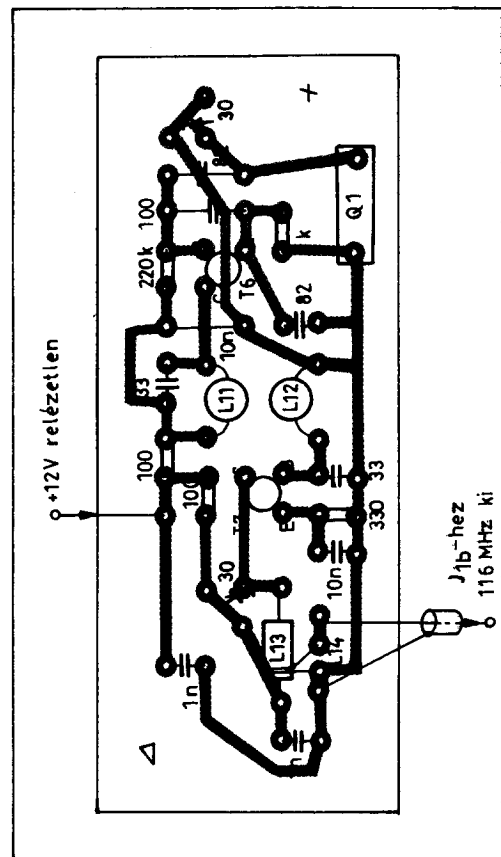 +
30
100
Q1
220k
k
T6
82
10n
33
L11
L12
+12V relézetlen
100
100
33
330
10n
30
J1b-hez
116 MHz ki
L13
L14
1n
n